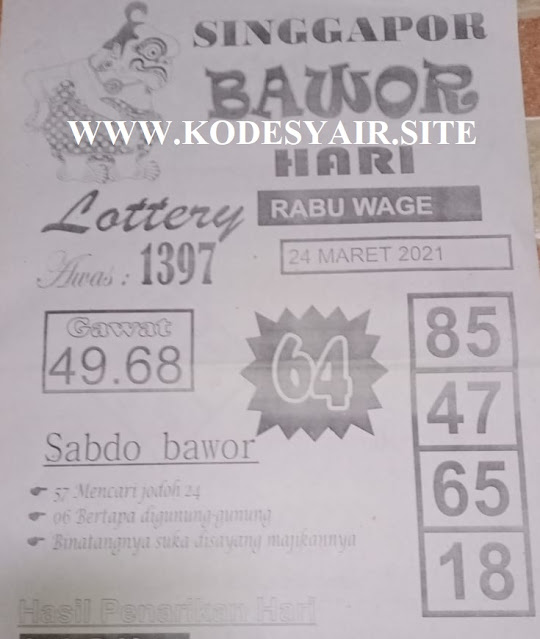 SINGGAPOR
BAWOR
WWW.KODESYAIR.SITE
HARI
Lottery
RABU WAGE
Awas : 1397
24 MARET 2021
Gawat
49.68
64
85
47
65
18
Sabdo bawor
57 Mencari jodoh 24
06 Bertapa digunung-gunung
Binatangnya suka disayang majikannya
Hasil Penarikan Hari